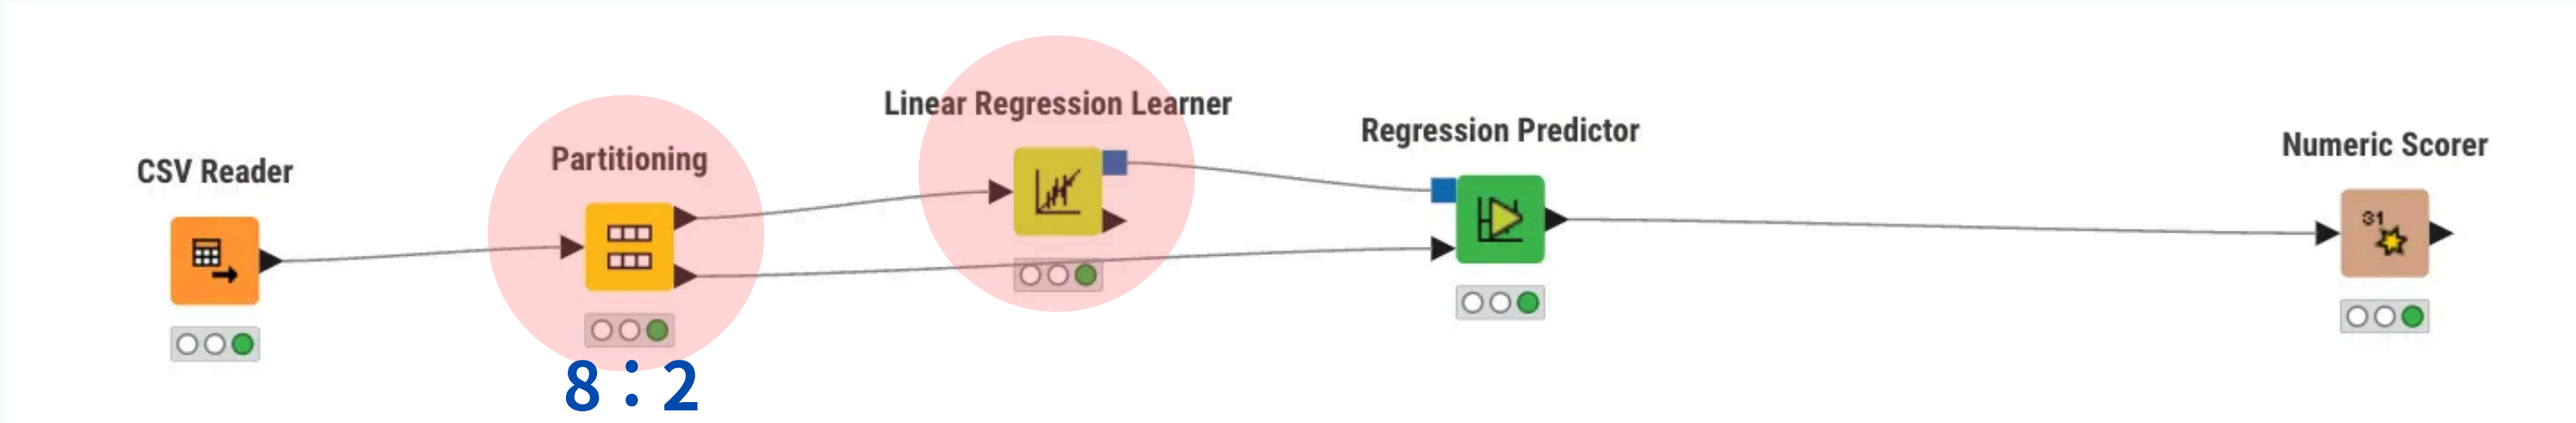 CSV Reader
Partitioning
8 : 2
Linear Regression Learner
Regression Predictor
Numeric Scorer
31